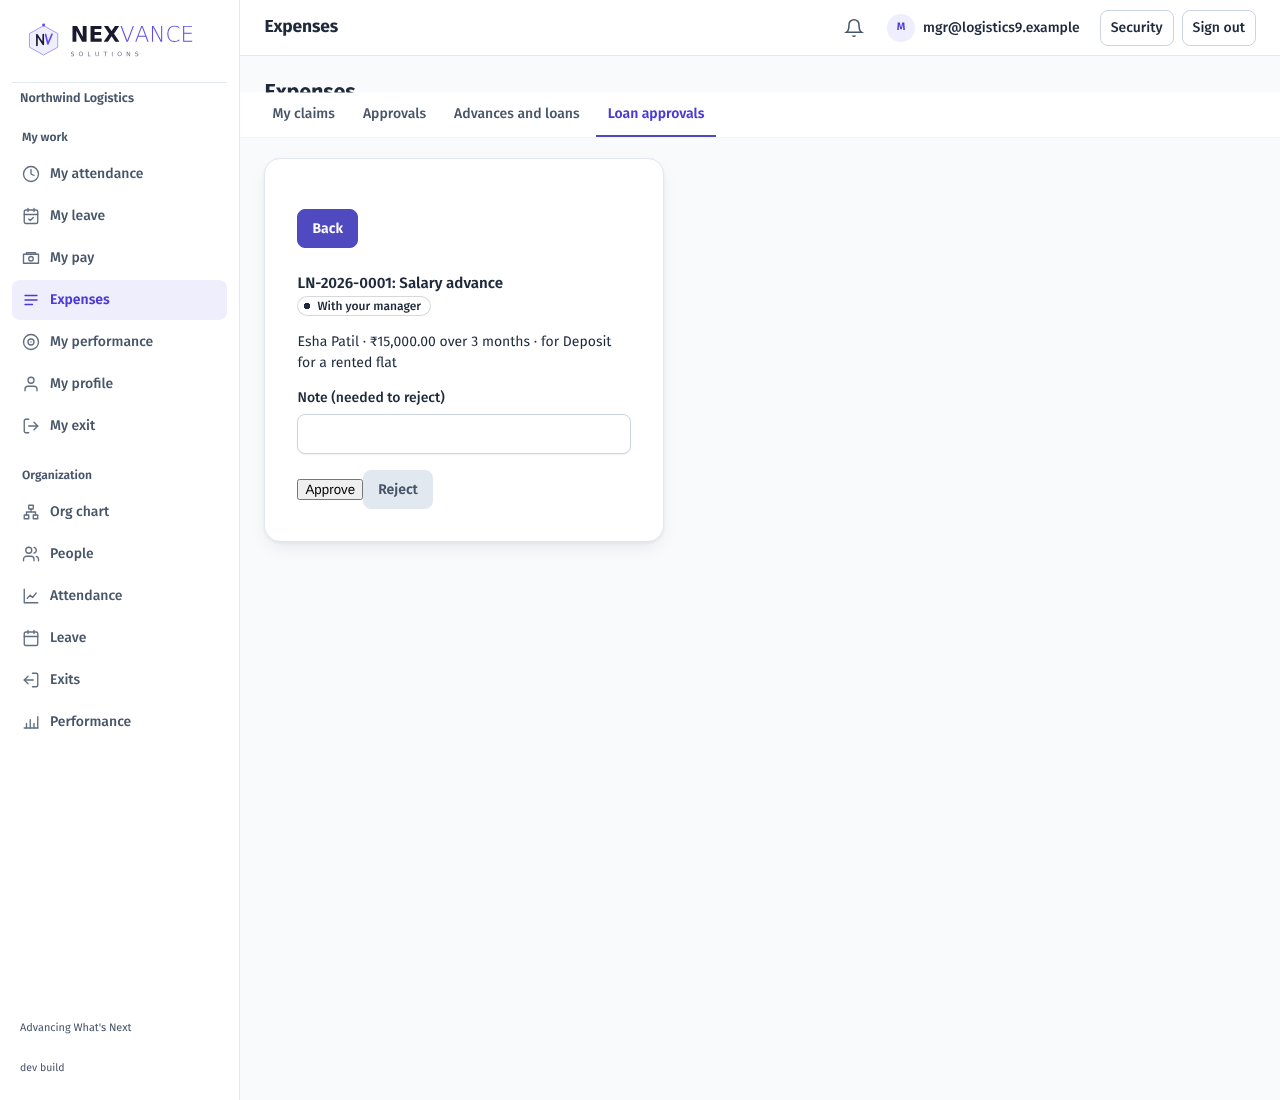 NV NEXVANCE
SOLUTIONS
Northwind Logistics
My work
My attendance
My leave
My pay
Expenses
My performance
My profile
My exit
Organization
Org chart
People
Attendance
Leave
Exits
Performance
Advancing What's Next
dev build
Expenses
M mgr@logistics9.example Security Sign out
Expenses
My claims Approvals Advances and loans Loan approvals
Back
LN-2026-0001: Salary advance
With your manager
Esha Patil · ₹15,000.00 over 3 months · for Deposit
for a rented flat
Note (needed to reject)
Approve Reject